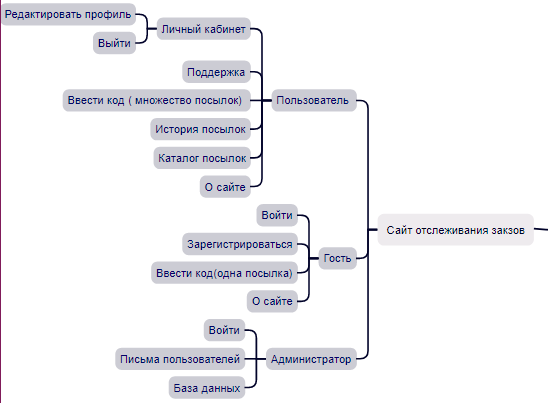 Редактировать профиль
Личный кабинет
Выйти
Поддержка
Ввести код ( множество посылок)
Пользователь
История посылок
Каталог посылок
О сайте
Войти
Сайт отслеживания закзов
Зарегистрироваться
Гость
Ввести код(одна посылка)
О сайте
Войти
Письма пользователей
Администратор
База данных